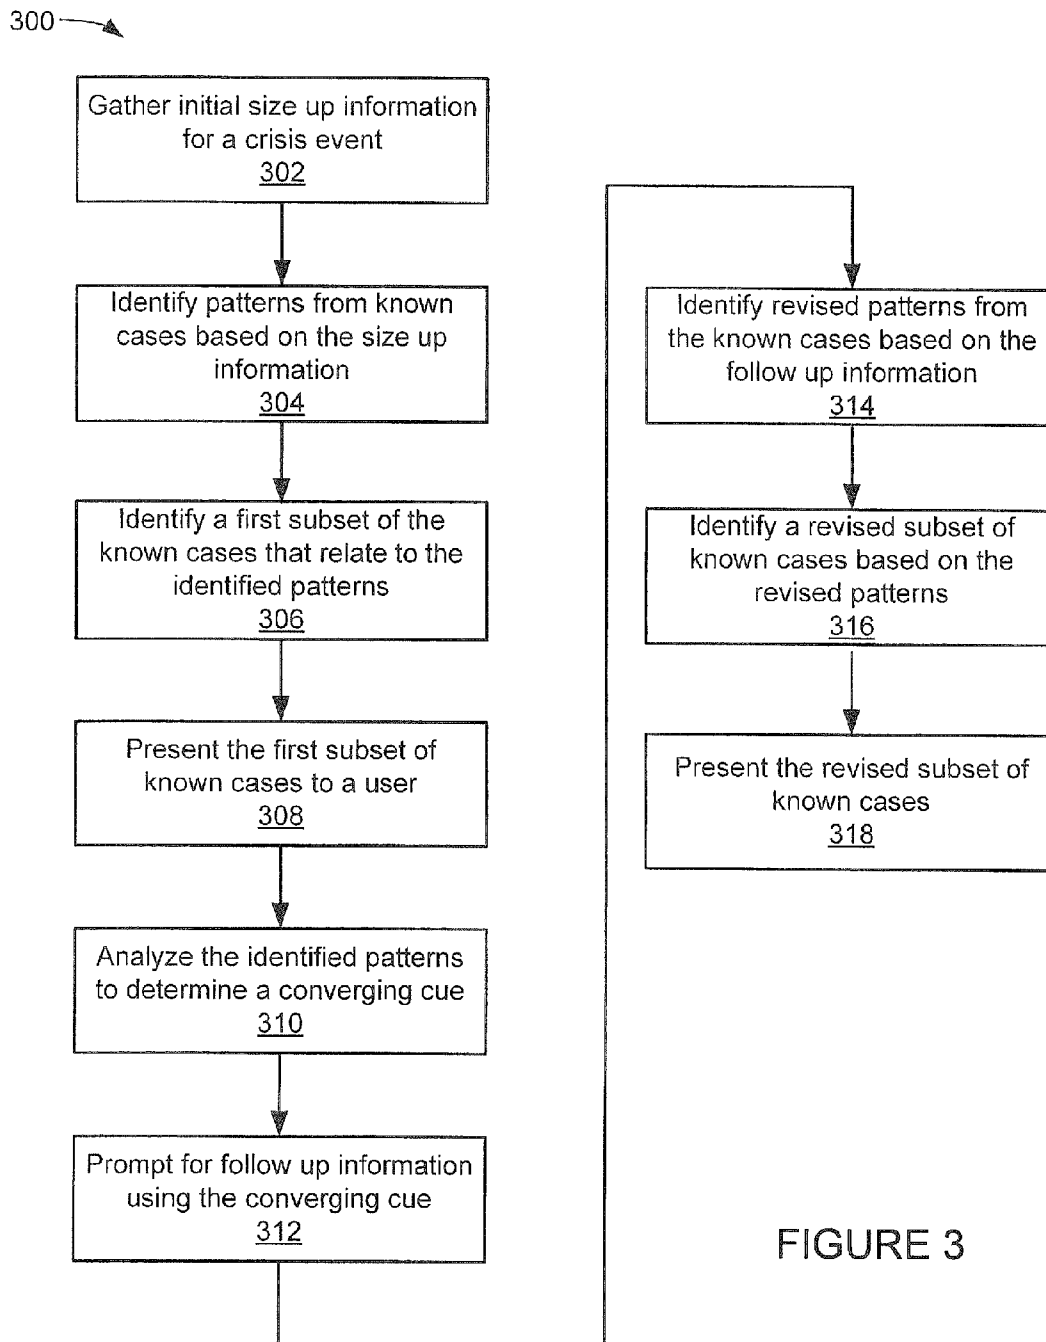 300
Gather initial size up information
for a crisis event
302
Identify patterns from known
cases based on the size up
information
304
Identify a first subset of the
known cases that relate to the
identified patterns
306
Present the first subset of
known cases to a user
308
Analyze the identified patterns
to determine a converging cue
310
Prompt for follow up information
using the converging cue
312
Identify revised patterns from
the known cases based on the
follow up information
314
Identify a revised subset of
known cases based on the
revised patterns
316
Present the revised subset of
known cases
318
FIGURE 3